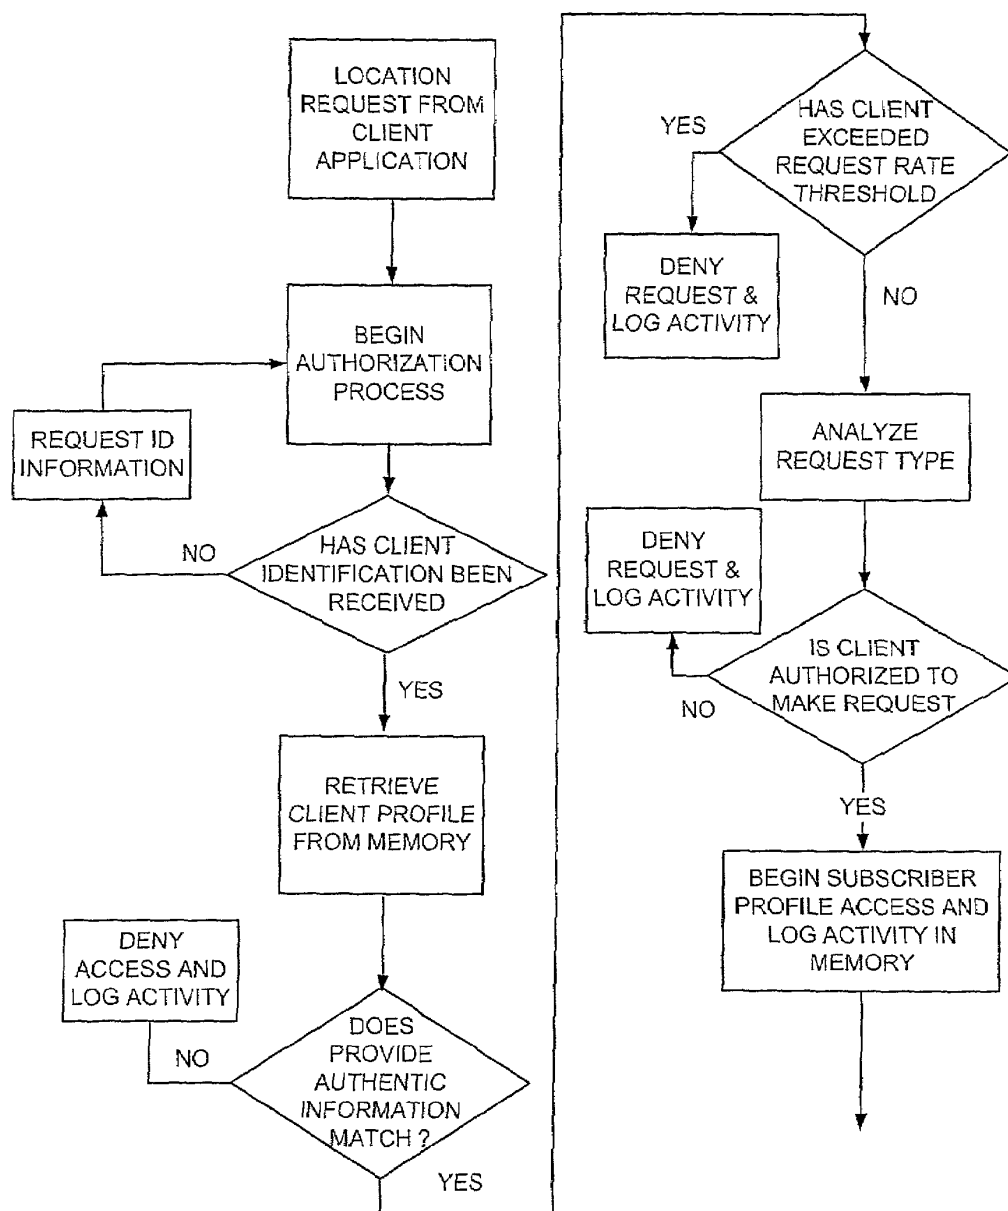 LOCATION
REQUEST FROM
CLIENT
APPLICATION
BEGIN
AUTHORIZATION
PROCESS
REQUEST ID
INFORMATION
NO
HAS CLIENT
IDENTIFICATION BEEN
RECEIVED
YES
RETRIEVE
CLIENT PROFILE
FROM MEMORY
DENY
ACCESS AND
LOG ACTIVITY
NO
DOES
PROVIDE
AUTHENTIC
INFORMATION
MATCH ?
YES
HAS CLIENT
EXCEEDED
REQUEST RATE
THRESHOLD
YES
DENY
REQUEST &
LOG ACTIVITY
NO
ANALYZE
REQUEST TYPE
DENY
REQUEST &
LOG ACTIVITY
IS CLIENT
AUTHORIZED TO
MAKE REQUEST
NO
YES
BEGIN SUBSCRIBER
PROFILE ACCESS AND
LOG ACTIVITY IN
MEMORY